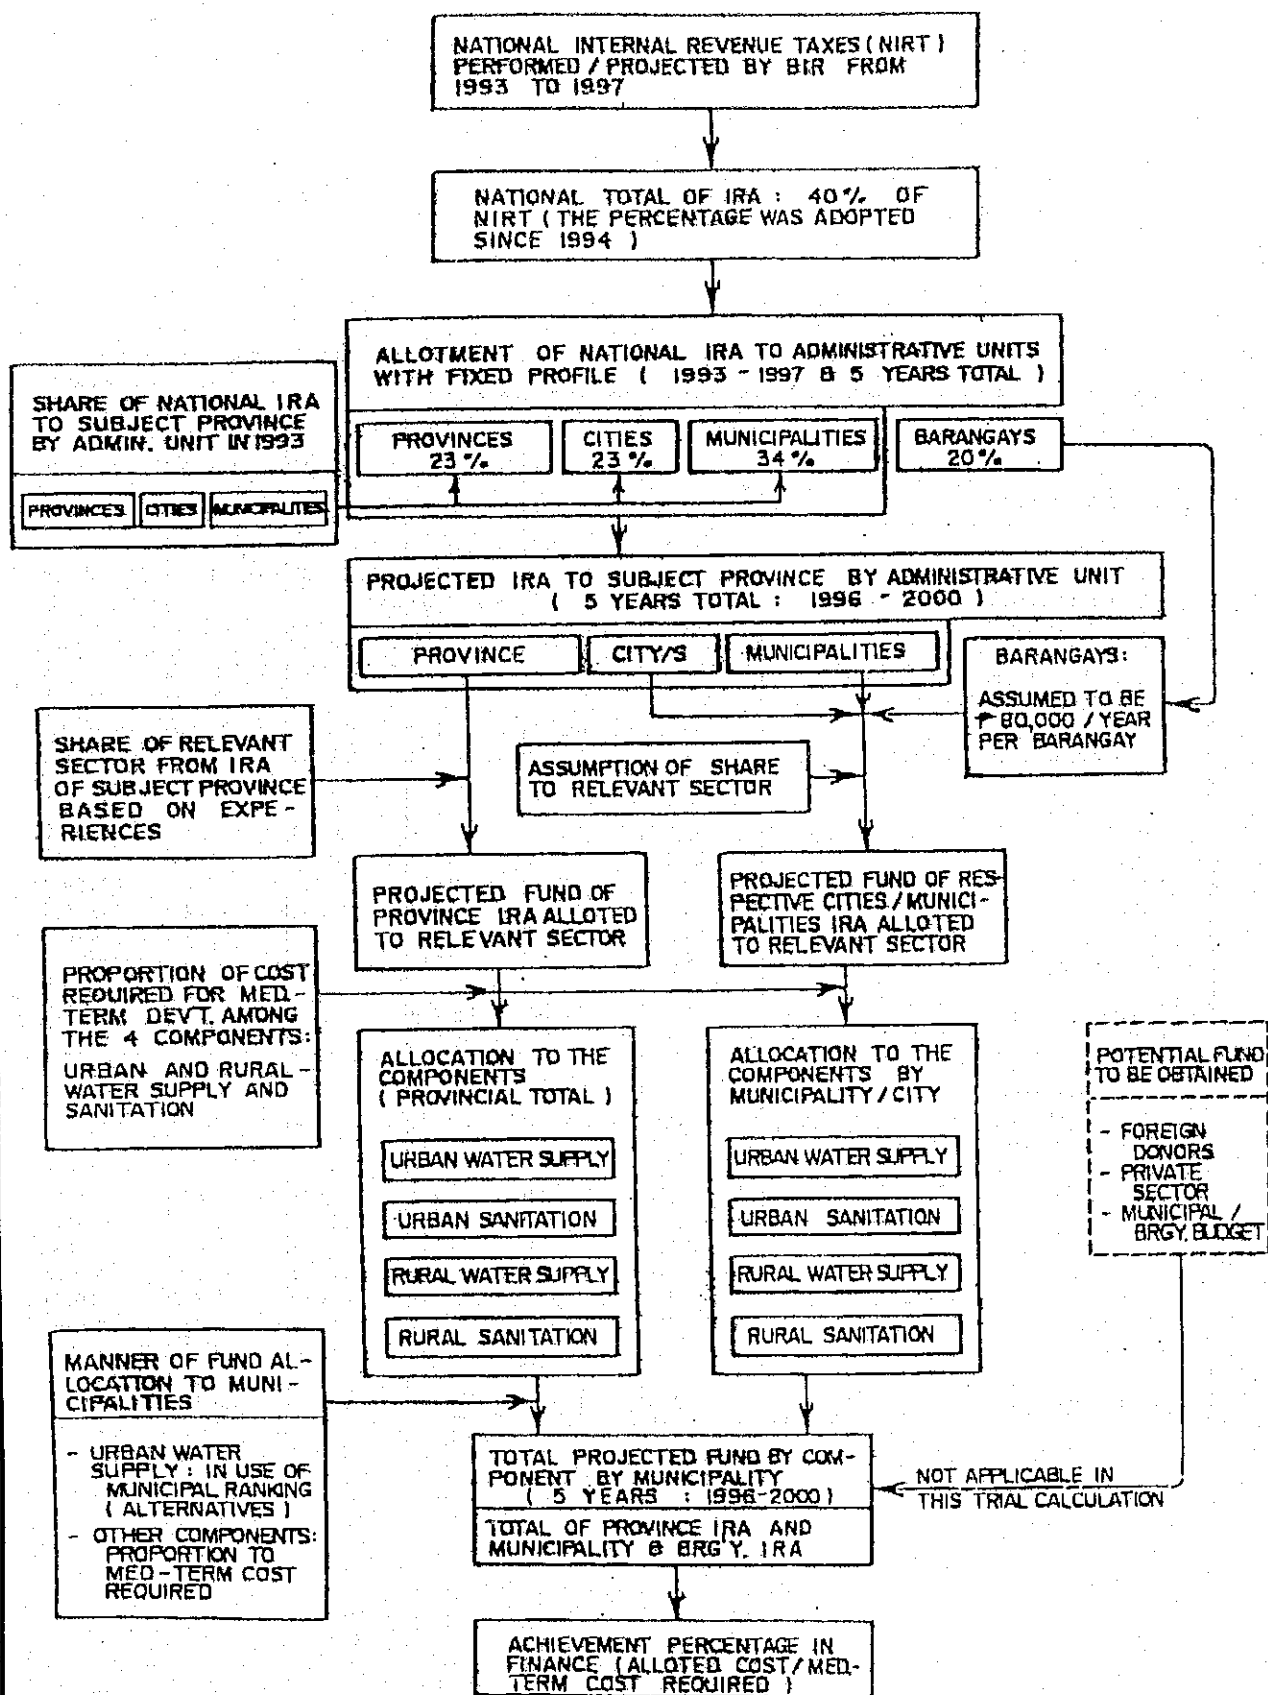 NATIONAL INTERNAL REVENUE TAXES (NIRT)
PERFORMED / PROJECTED BY BIR FROM
1993 TO 1997
NATIONAL TOTAL OF IRA : 40 % OF
NIRT ( THE PERCENTAGE WAS ADOPTED
SINCE 1994 )
ALLOTMENT OF NATIONAL IRA TO ADMINISTRATIVE UNITS
WITH FIXED PROFILE ( 1993 - 1997 & 5 YEARS TOTAL )
PROVINCES
23 %
CITIES
23 %
MUNICIPALITIES
34 %
BARANGAYS
20 %
SHARE OF NATIONAL IRA
TO SUBJECT PROVINCE
BY ADMIN. UNIT IN 1993
PROVINCES
CITIES
MUNICIPALITIES
PROJECTED IRA TO SUBJECT PROVINCE BY ADMINISTRATIVE UNIT
( 5 YEARS TOTAL : 1996 - 2000 )
PROVINCE
CITY/S
MUNICIPALITIES
BARANGAYS:
ASSUMED TO BE
₱ 80,000 / YEAR
PER BARANGAY
SHARE OF RELEVANT
SECTOR FROM IRA
OF SUBJECT PROVINCE
BASED ON EXPE -
RIENCES
ASSUMPTION OF SHARE
TO RELEVANT SECTOR
PROJECTED FUND OF
PROVINCE IRA ALLOTED
TO RELEVANT SECTOR
PROJECTED FUND OF RES-
PECTIVE CITIES / MUNICI-
PALITIES IRA ALLOTED
TO RELEVANT SECTOR
PROPORTION OF COST
REQUIRED FOR MED.-
TERM DEV'T. AMONG
THE 4 COMPONENTS:
URBAN AND RURAL -
WATER SUPPLY AND
SANITATION
ALLOCATION TO THE
COMPONENTS
( PROVINCIAL TOTAL )
URBAN WATER SUPPLY
URBAN SANITATION
RURAL WATER SUPPLY
RURAL SANITATION
ALLOCATION TO THE
COMPONENTS BY
MUNICIPALITY / CITY
URBAN WATER SUPPLY
URBAN SANITATION
RURAL WATER SUPPLY
RURAL SANITATION
POTENTIAL FUND
TO BE OBTAINED
- FOREIGN
DONORS
- PRIVATE
SECTOR
- MUNICIPAL /
BRGY. BUDGET
MANNER OF FUND AL-
LOCATION TO MUNI -
CIPALITIES
- URBAN WATER
SUPPLY : IN USE OF
MUNICIPAL RANKING
( ALTERNATIVES )
- OTHER COMPONENTS:
PROPORTION TO
MED-TERM COST
REQUIRED
TOTAL PROJECTED FUND BY COM-
PONENT BY MUNICIPALITY
( 5 YEARS : 1996-2000 )
TOTAL OF PROVINCE IRA AND
MUNICIPALITY & BRG'Y. IRA
NOT APPLICABLE IN
THIS TRIAL CALCULATION
ACHIEVEMENT PERCENTAGE IN
FINANCE ( ALLOTED COST / MED-
TERM COST REQUIRED )